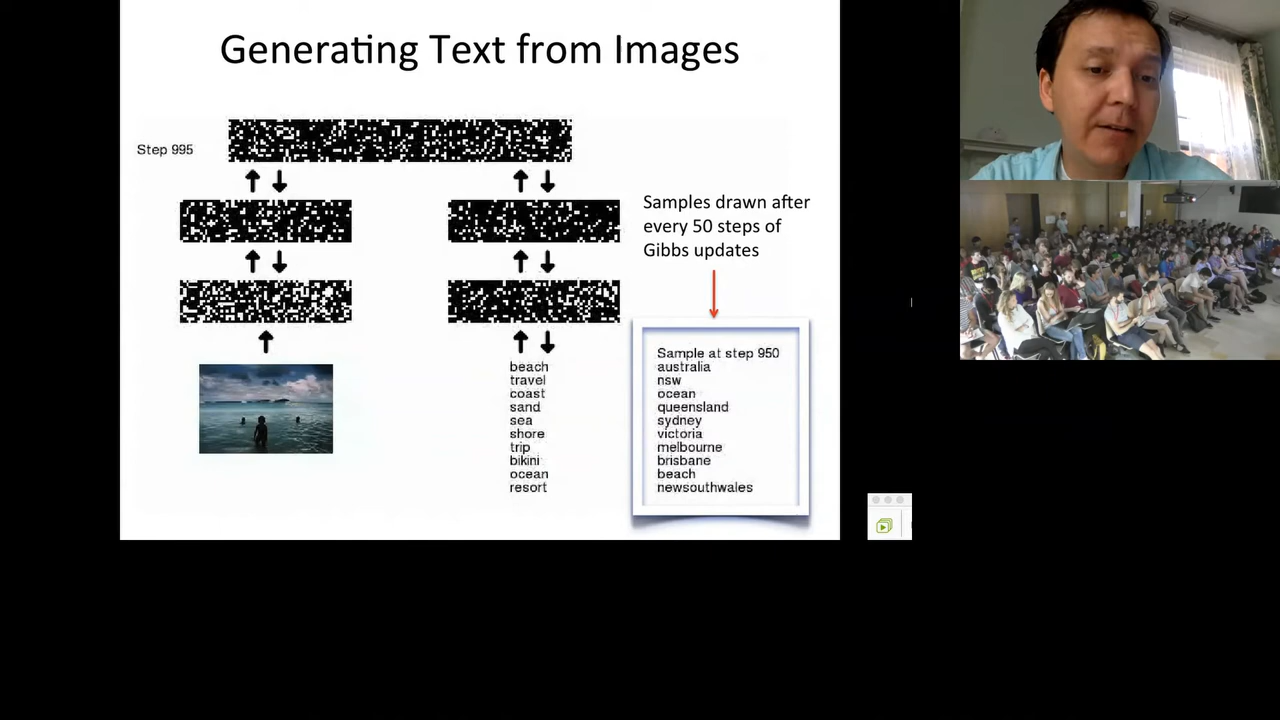 Generating Text from Images
Step 995
Samples drawn after
every 50 steps of
Gibbs updates
beach
travel
coast
sand
sea
shore
trip
bikini
ocean
resort
Sample at step 950
australia
nsw
ocean
queensland
sydney
victoria
melbourne
brisbane
beach
newsouthwales